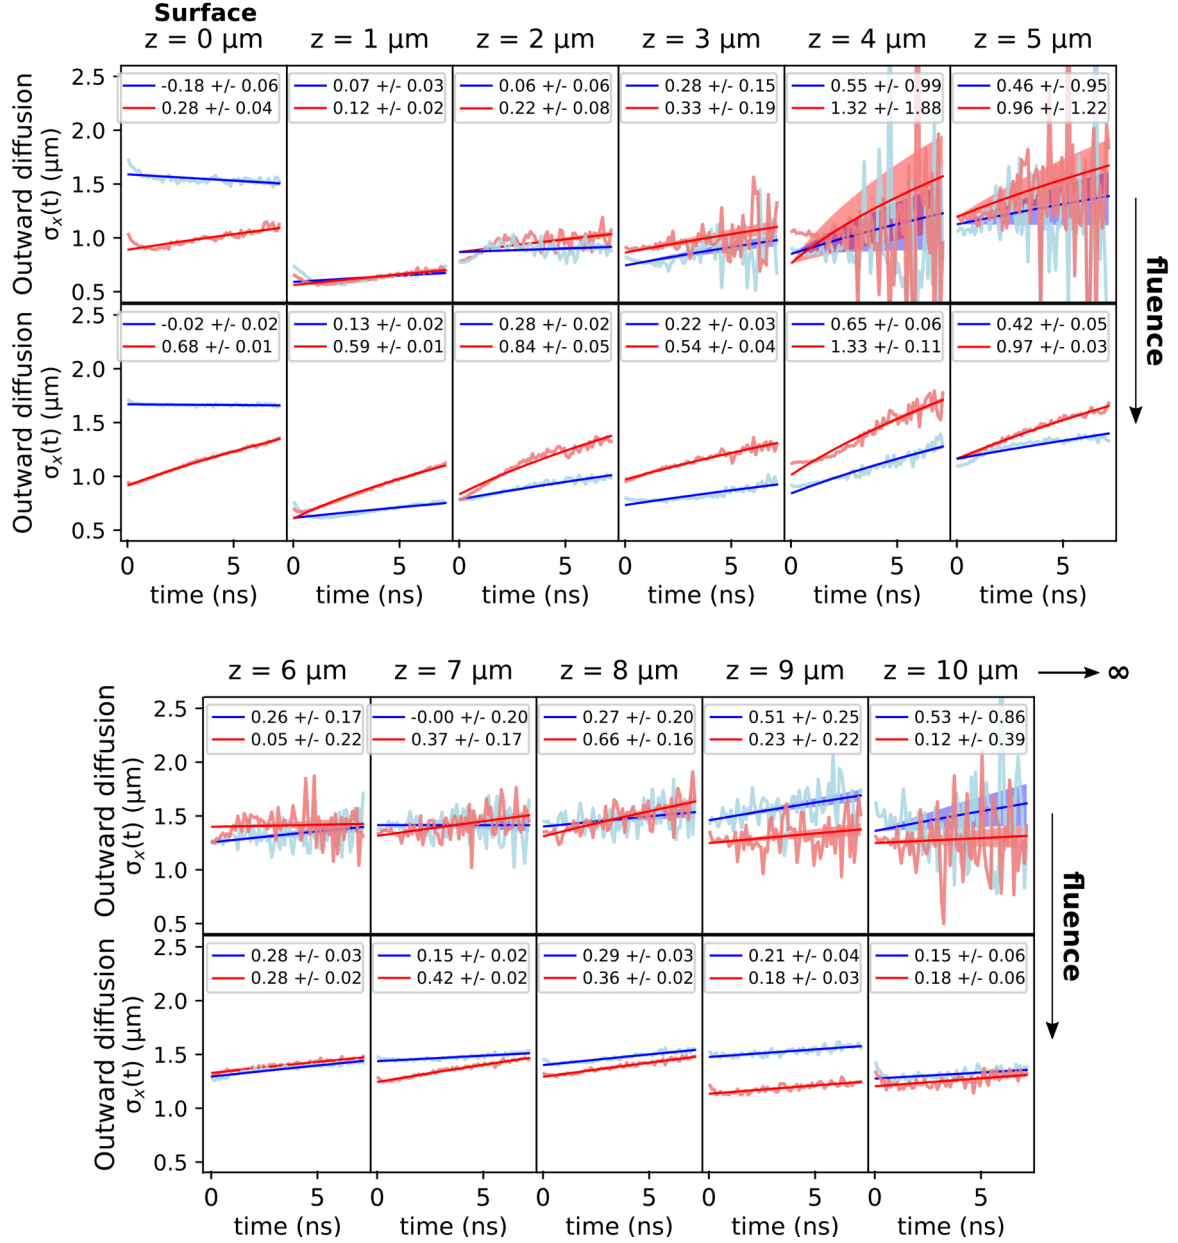 Surface
z = 0 μm z = 1 μm z = 2 μm z = 3 μm z = 4 μm z = 5 μm
Outward diffusion
σx(t) (μm)
2.5
2.0
1.5
1.0
0.5
-0.18 +/- 0.06
0.28 +/- 0.04
0.07 +/- 0.03
0.12 +/- 0.02
0.06 +/- 0.06
0.22 +/- 0.08
0.28 +/- 0.15
0.33 +/- 0.19
0.55 +/- 0.99
1.32 +/- 1.88
0.46 +/- 0.95
0.96 +/- 1.22
fluence
Outward diffusion
σx(t) (μm)
2.5
2.0
1.5
1.0
0.5
-0.02 +/- 0.02
0.68 +/- 0.01
0.13 +/- 0.02
0.59 +/- 0.01
0.28 +/- 0.02
0.84 +/- 0.05
0.22 +/- 0.03
0.54 +/- 0.04
0.65 +/- 0.06
1.33 +/- 0.11
0.42 +/- 0.05
0.97 +/- 0.03
0 5 0 5 0 5 0 5 0 5 0 5
time (ns) time (ns) time (ns) time (ns) time (ns) time (ns)
z = 6 μm z = 7 μm z = 8 μm z = 9 μm z = 10 μm ∞
Outward diffusion
σx(t) (μm)
2.5
2.0
1.5
1.0
0.5
0.26 +/- 0.17
0.05 +/- 0.22
-0.00 +/- 0.20
0.37 +/- 0.17
0.27 +/- 0.20
0.66 +/- 0.16
0.51 +/- 0.25
0.23 +/- 0.22
0.53 +/- 0.86
0.12 +/- 0.39
fluence
Outward diffusion
σx(t) (μm)
2.5
2.0
1.5
1.0
0.5
0.28 +/- 0.03
0.28 +/- 0.02
0.15 +/- 0.02
0.42 +/- 0.02
0.29 +/- 0.03
0.36 +/- 0.02
0.21 +/- 0.04
0.18 +/- 0.03
0.15 +/- 0.06
0.18 +/- 0.06
0 5 0 5 0 5 0 5 0 5
time (ns) time (ns) time (ns) time (ns) time (ns)